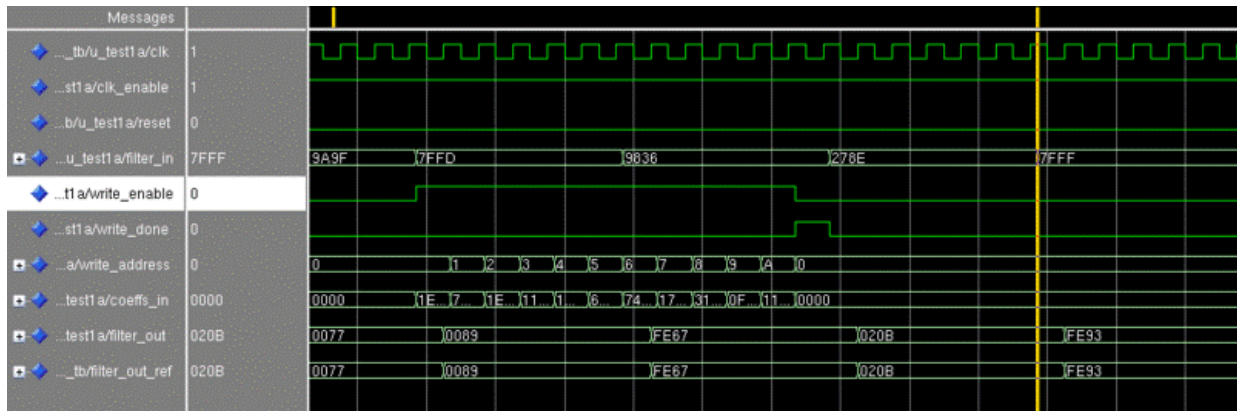 Messages
..._tb/u_test1a/clk 1
...st1a/clk_enable 1
...b/u_test1a/reset 0
...u_test1a/filter_in 7FFF 9A9F 7FFD 9836 278E 7FFF
...t1a/write_enable 0
...st1a/write_done 0
...a/write_address 0 0 1 2 3 4 5 6 7 8 9 A 0
...test1a/coeffs_in 0000 0000 1E... 7... 1E... 11... 1... 6... 74... 17... 31... 0F... 11... 0000
...test1a/filter_out 020B 0077 0089 FE67 020B FE93
..._tb/filter_out_ref 020B 0077 0089 FE67 020B FE93